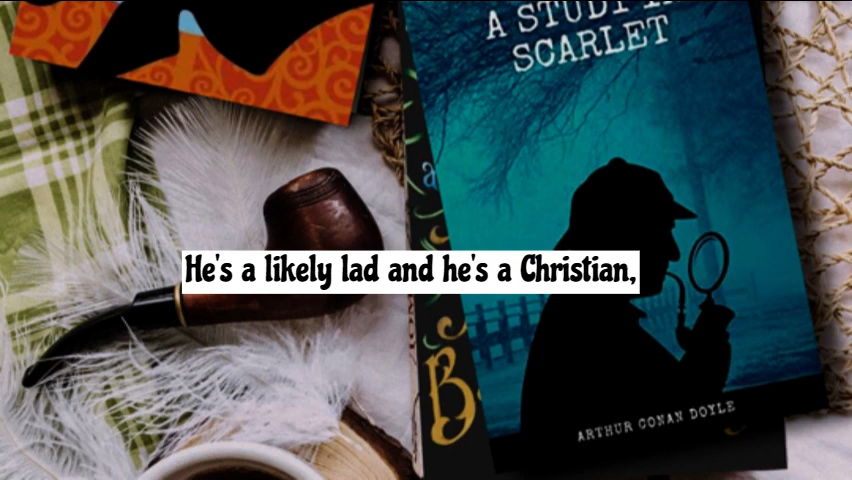 A STUDY IN
SCARLET
He's a likely lad and he's a Christian,
ARTHUR CONAN DOYLE